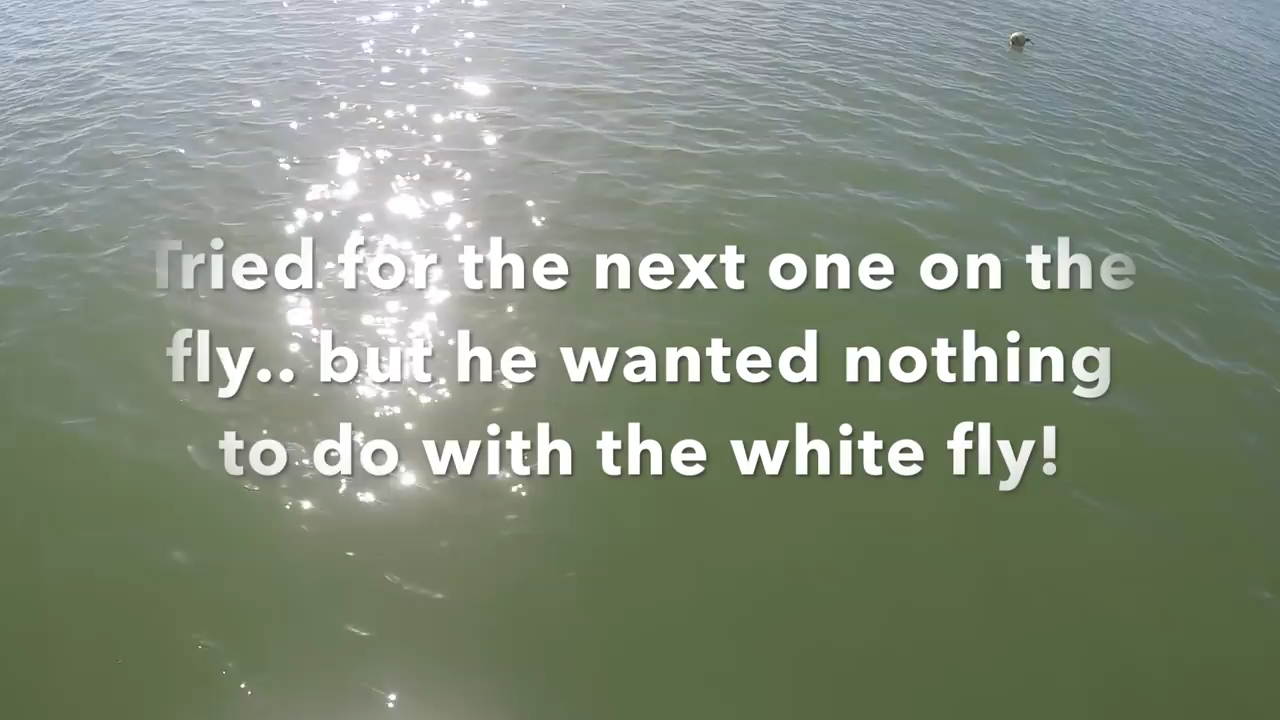 Tried for the next one on the
fly.. but he wanted nothing
to do with the white fly!